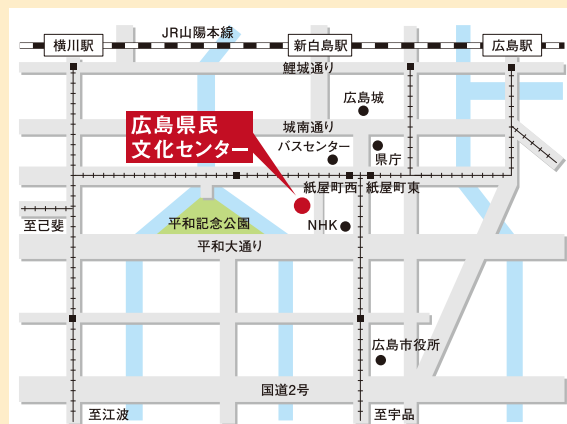 JR山陽本線
横川駅
新白島駅
広島駅
鯉城通り
広島城
広島県民
文化センター
城南通り
バスセンター
県庁
紙屋町西
紙屋町東
平和記念公園
NHK
至己斐
平和大通り
広島市役所
国道2号
至江波
至宇品